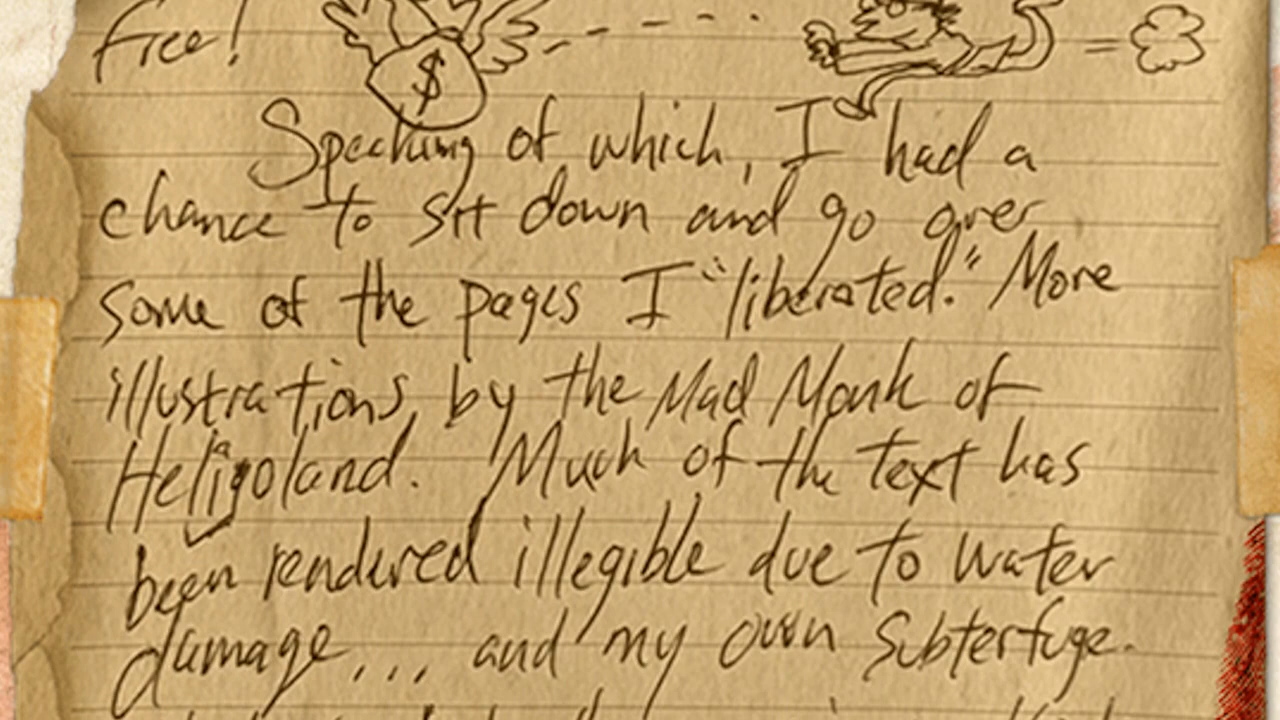 free!
$
Speaking of which, I had a
chance to sit down and go over
some of the pages I "liberated." More
illustrations by the Mad Monk of
Heligoland. Much of the text has
been rendered illegible due to water
damage... and my own subterfuge.